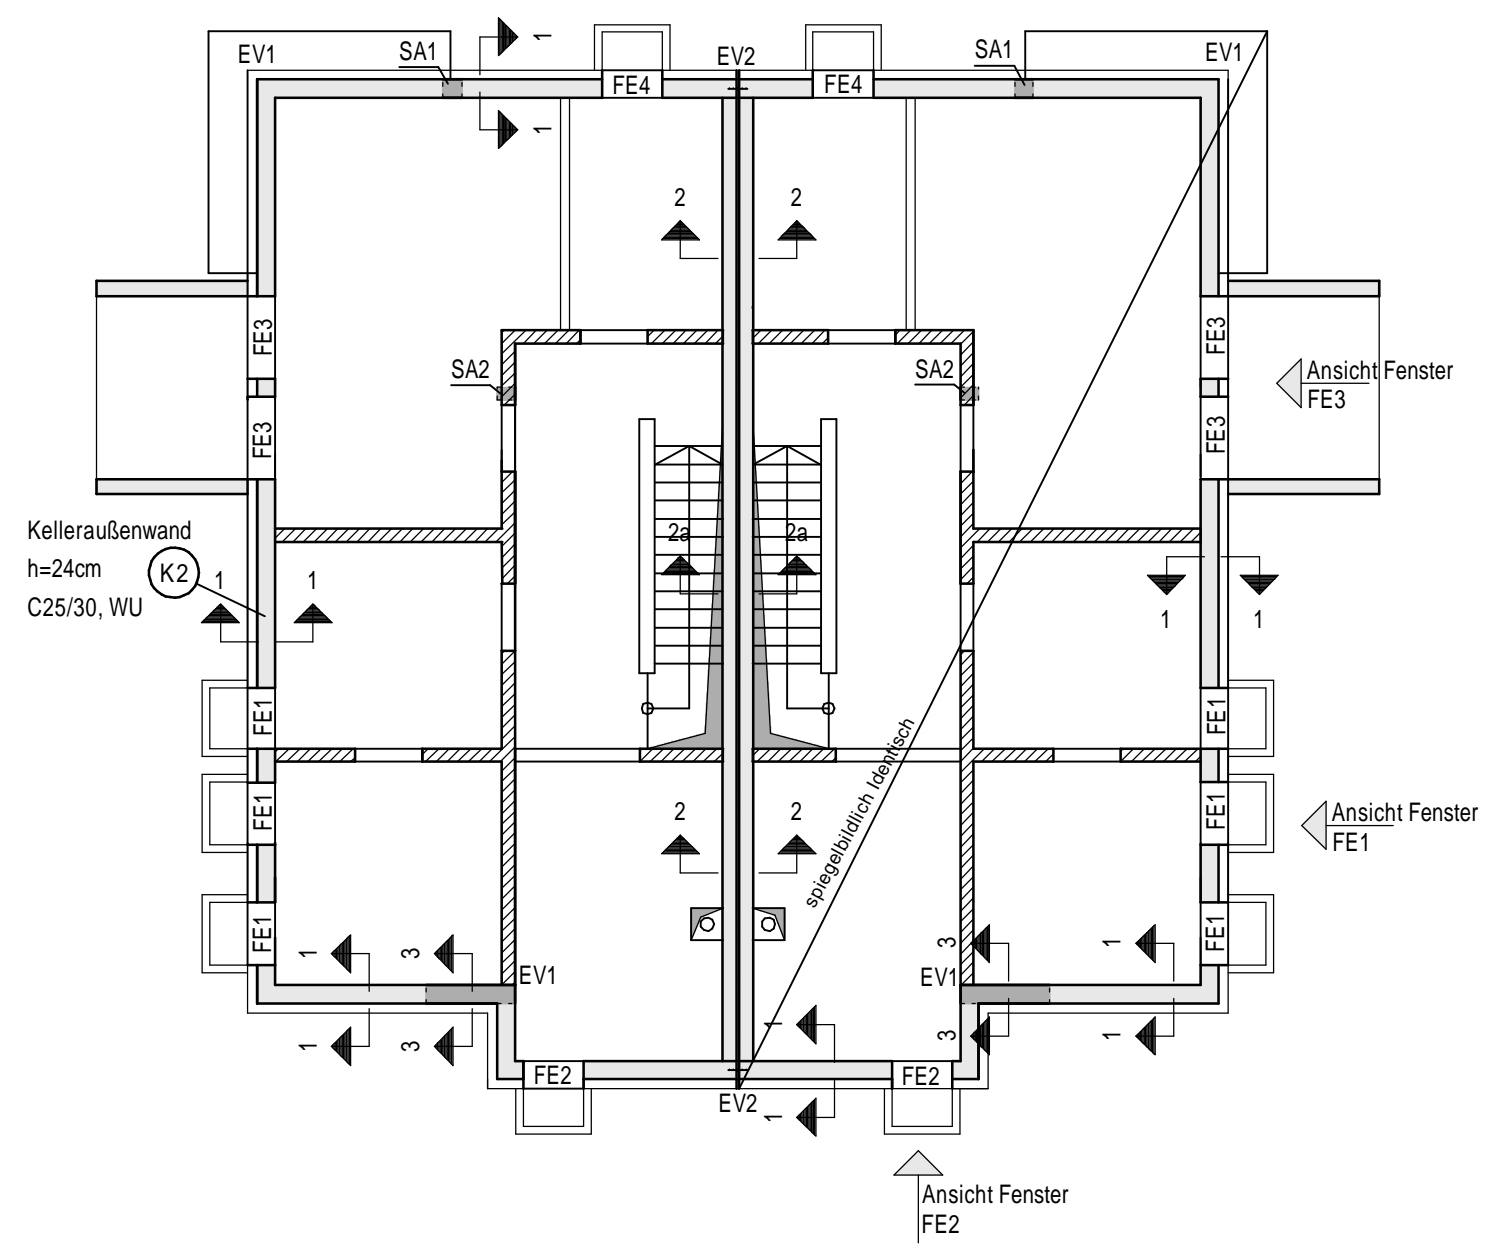 1
EV1
SA1
EV2
SA1
EV1
FE4
FE4
1
2
2
FE3
FE3
SA2
SA2
Ansicht Fenster
FE3
FE3
FE3
Kelleraußenwand
h=24cm
C25/30, WU
K2
1
1
2a
2a
1
1
FE1
FE1
spiegelbildlich Identisch
FE1
2
2
FE1
Ansicht Fenster
FE1
FE1
FE1
1
3
EV1
3
EV1
1
1
3
1
3
1
FE2
FE2
EV2
1
Ansicht Fenster
FE2